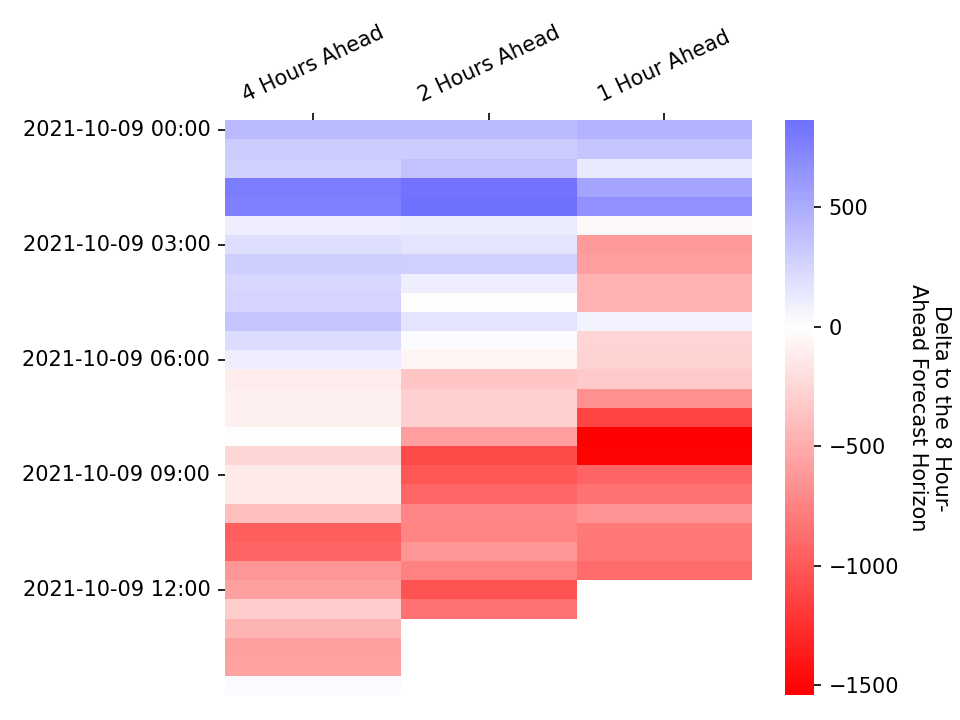 4 Hours Ahead
2 Hours Ahead
1 Hour Ahead
2021-10-09 00:00
2021-10-09 03:00
2021-10-09 06:00
2021-10-09 09:00
2021-10-09 12:00
500
0
−500
−1000
−1500
Delta to the 8 Hour-
Ahead Forecast Horizon